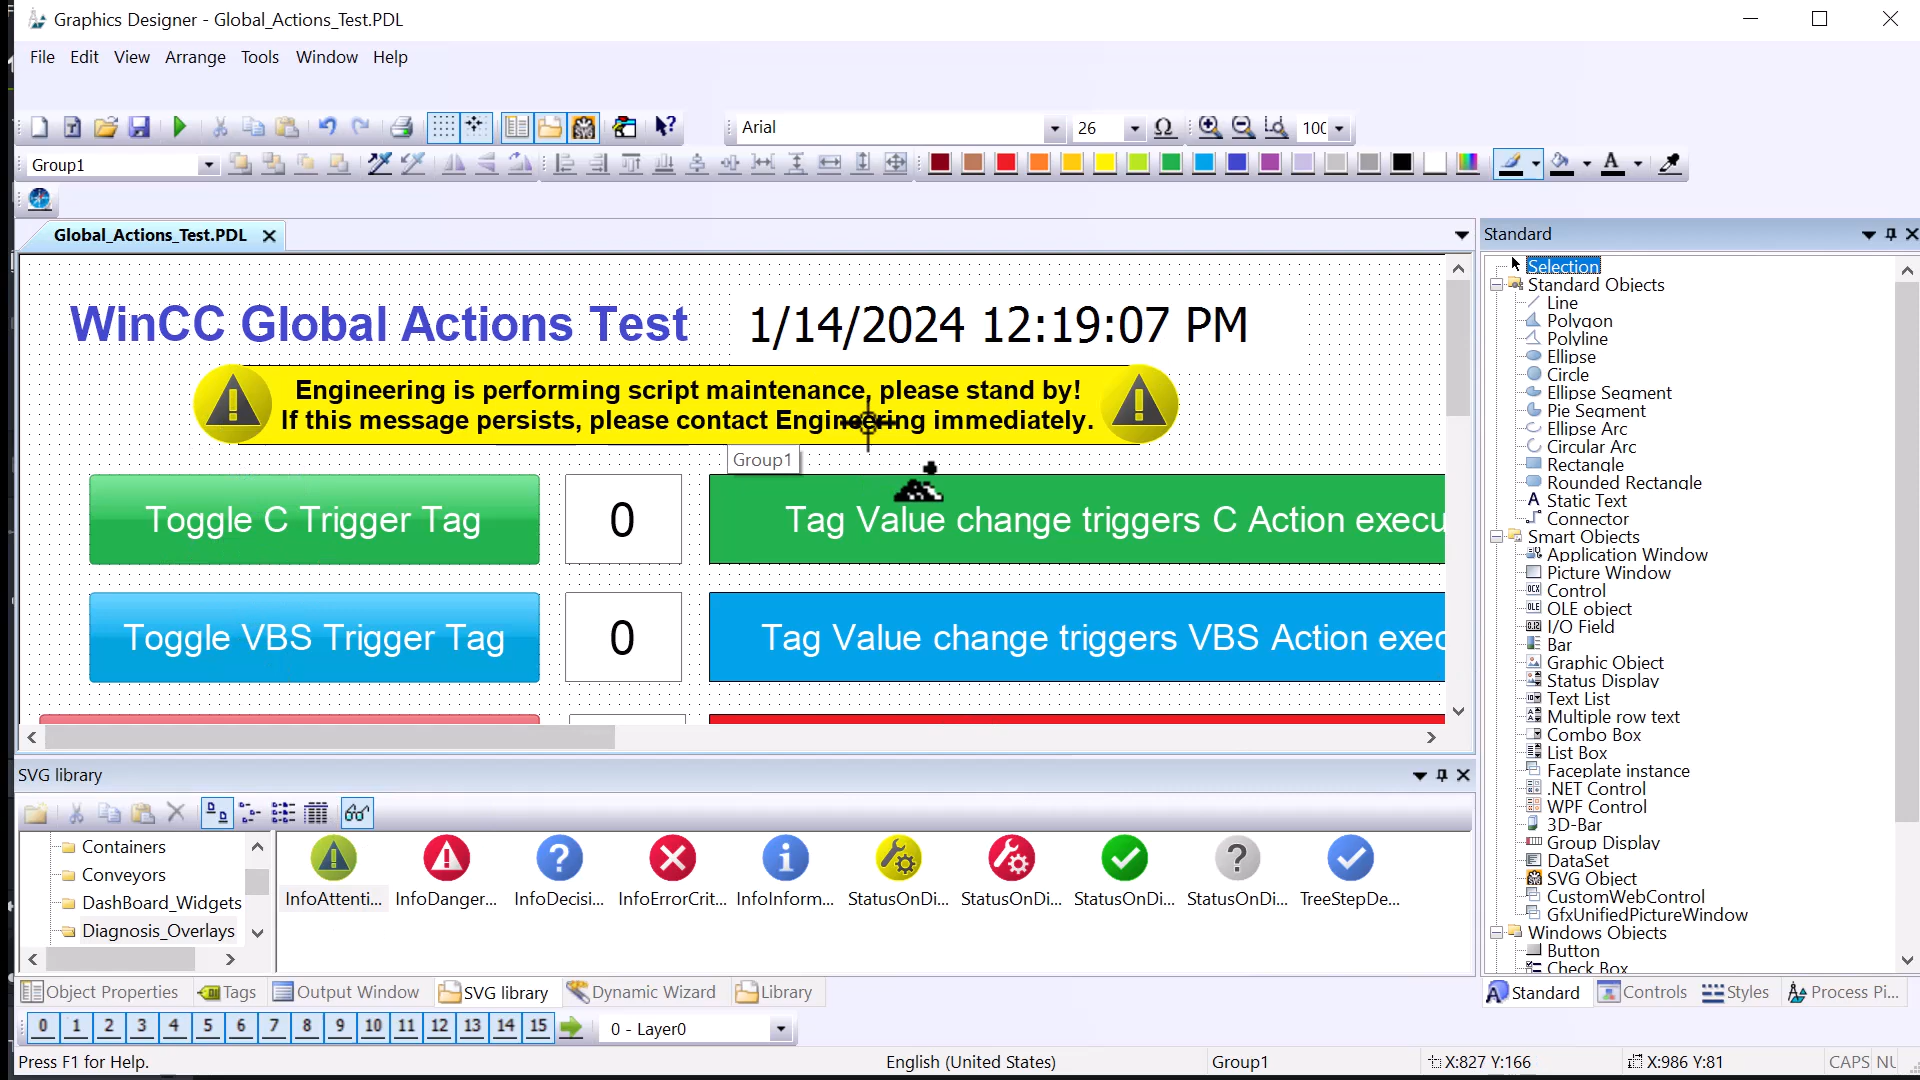 Graphics Designer - Global_Actions_Test.PDL
File Edit View Arrange Tools Window Help
Arial 26 Ω
Group1
Global_Actions_Test.PDL
WinCC Global Actions Test 1/14/2024 12:19:07 PM
Engineering is performing script maintenance, please stand by!
If this message persists, please contact Engineering immediately.
Group1
Toggle C Trigger Tag 0 Tag Value change triggers C Action execu
Toggle VBS Trigger Tag 0 Tag Value change triggers VBS Action exec
Standard
Selection
Standard Objects
Line
Polygon
Polyline
Ellipse
Circle
Ellipse Segment
Pie Segment
Ellipse Arc
Circular Arc
Rectangle
Rounded Rectangle
Static Text
Connector
Smart Objects
Application Window
Picture Window
Control
OLE object
I/O Field
Bar
Graphic Object
Status Display
Text List
Multiple row text
Combo Box
List Box
Faceplate instance
.NET Control
WPF Control
3D-Bar
Group Display
DataSet
SVG Object
CustomWebControl
GfxUnifiedPictureWindow
Windows Objects
Button
Check Box
Standard Controls Styles Process Pi...
SVG library
Containers
Conveyors
DashBoard_Widgets
Diagnosis_Overlays
InfoAttenti... InfoDanger... InfoDecisi... InfoErrorCrit... InfoInform... StatusOnDi... StatusOnDi... StatusOnDi... StatusOnDi... TreeStepDe...
Object Properties Tags Output Window SVG library Dynamic Wizard Library
0 1 2 3 4 5 6 7 8 9 10 11 12 13 14 15 0 - Layer0
Press F1 for Help. English (United States) Group1 X:827 Y:166 X:986 Y:81 CAPS